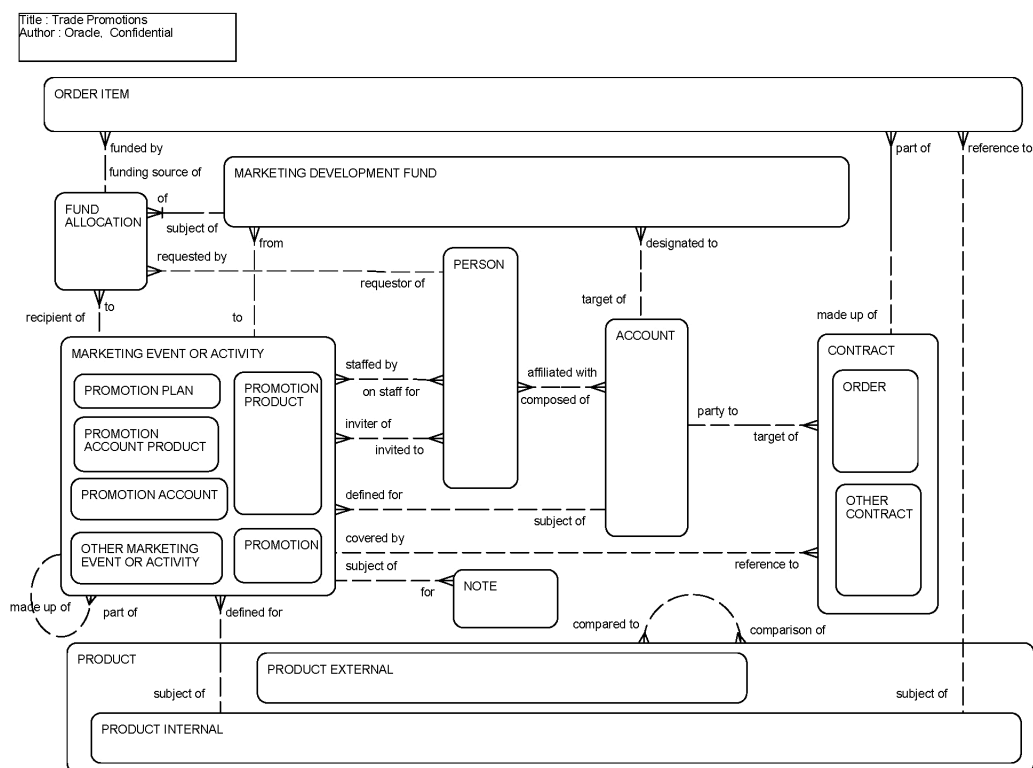 Title : Trade Promotions
Author : Oracle, Confidential
ORDER ITEM
funded by
part of
reference to
funding source of
MARKETING DEVELOPMENT FUND
of
FUND
ALLOCATION
subject of
from
designated to
requested by
PERSON
requestor of
target of
to
recipient of
to
made up of
ACCOUNT
MARKETING EVENT OR ACTIVITY
CONTRACT
staffed by
affiliated with
PROMOTION PLAN
PROMOTION
PRODUCT
on staff for
composed of
ORDER
PROMOTION
ACCOUNT PRODUCT
inviter of
invited to
party to
target of
PROMOTION ACCOUNT
defined for
subject of
OTHER
CONTRACT
OTHER MARKETING
EVENT OR ACTIVITY
PROMOTION
covered by
subject of
reference to
for
NOTE
made up of
part of
defined for
compared to
comparison of
PRODUCT
PRODUCT EXTERNAL
subject of
subject of
PRODUCT INTERNAL